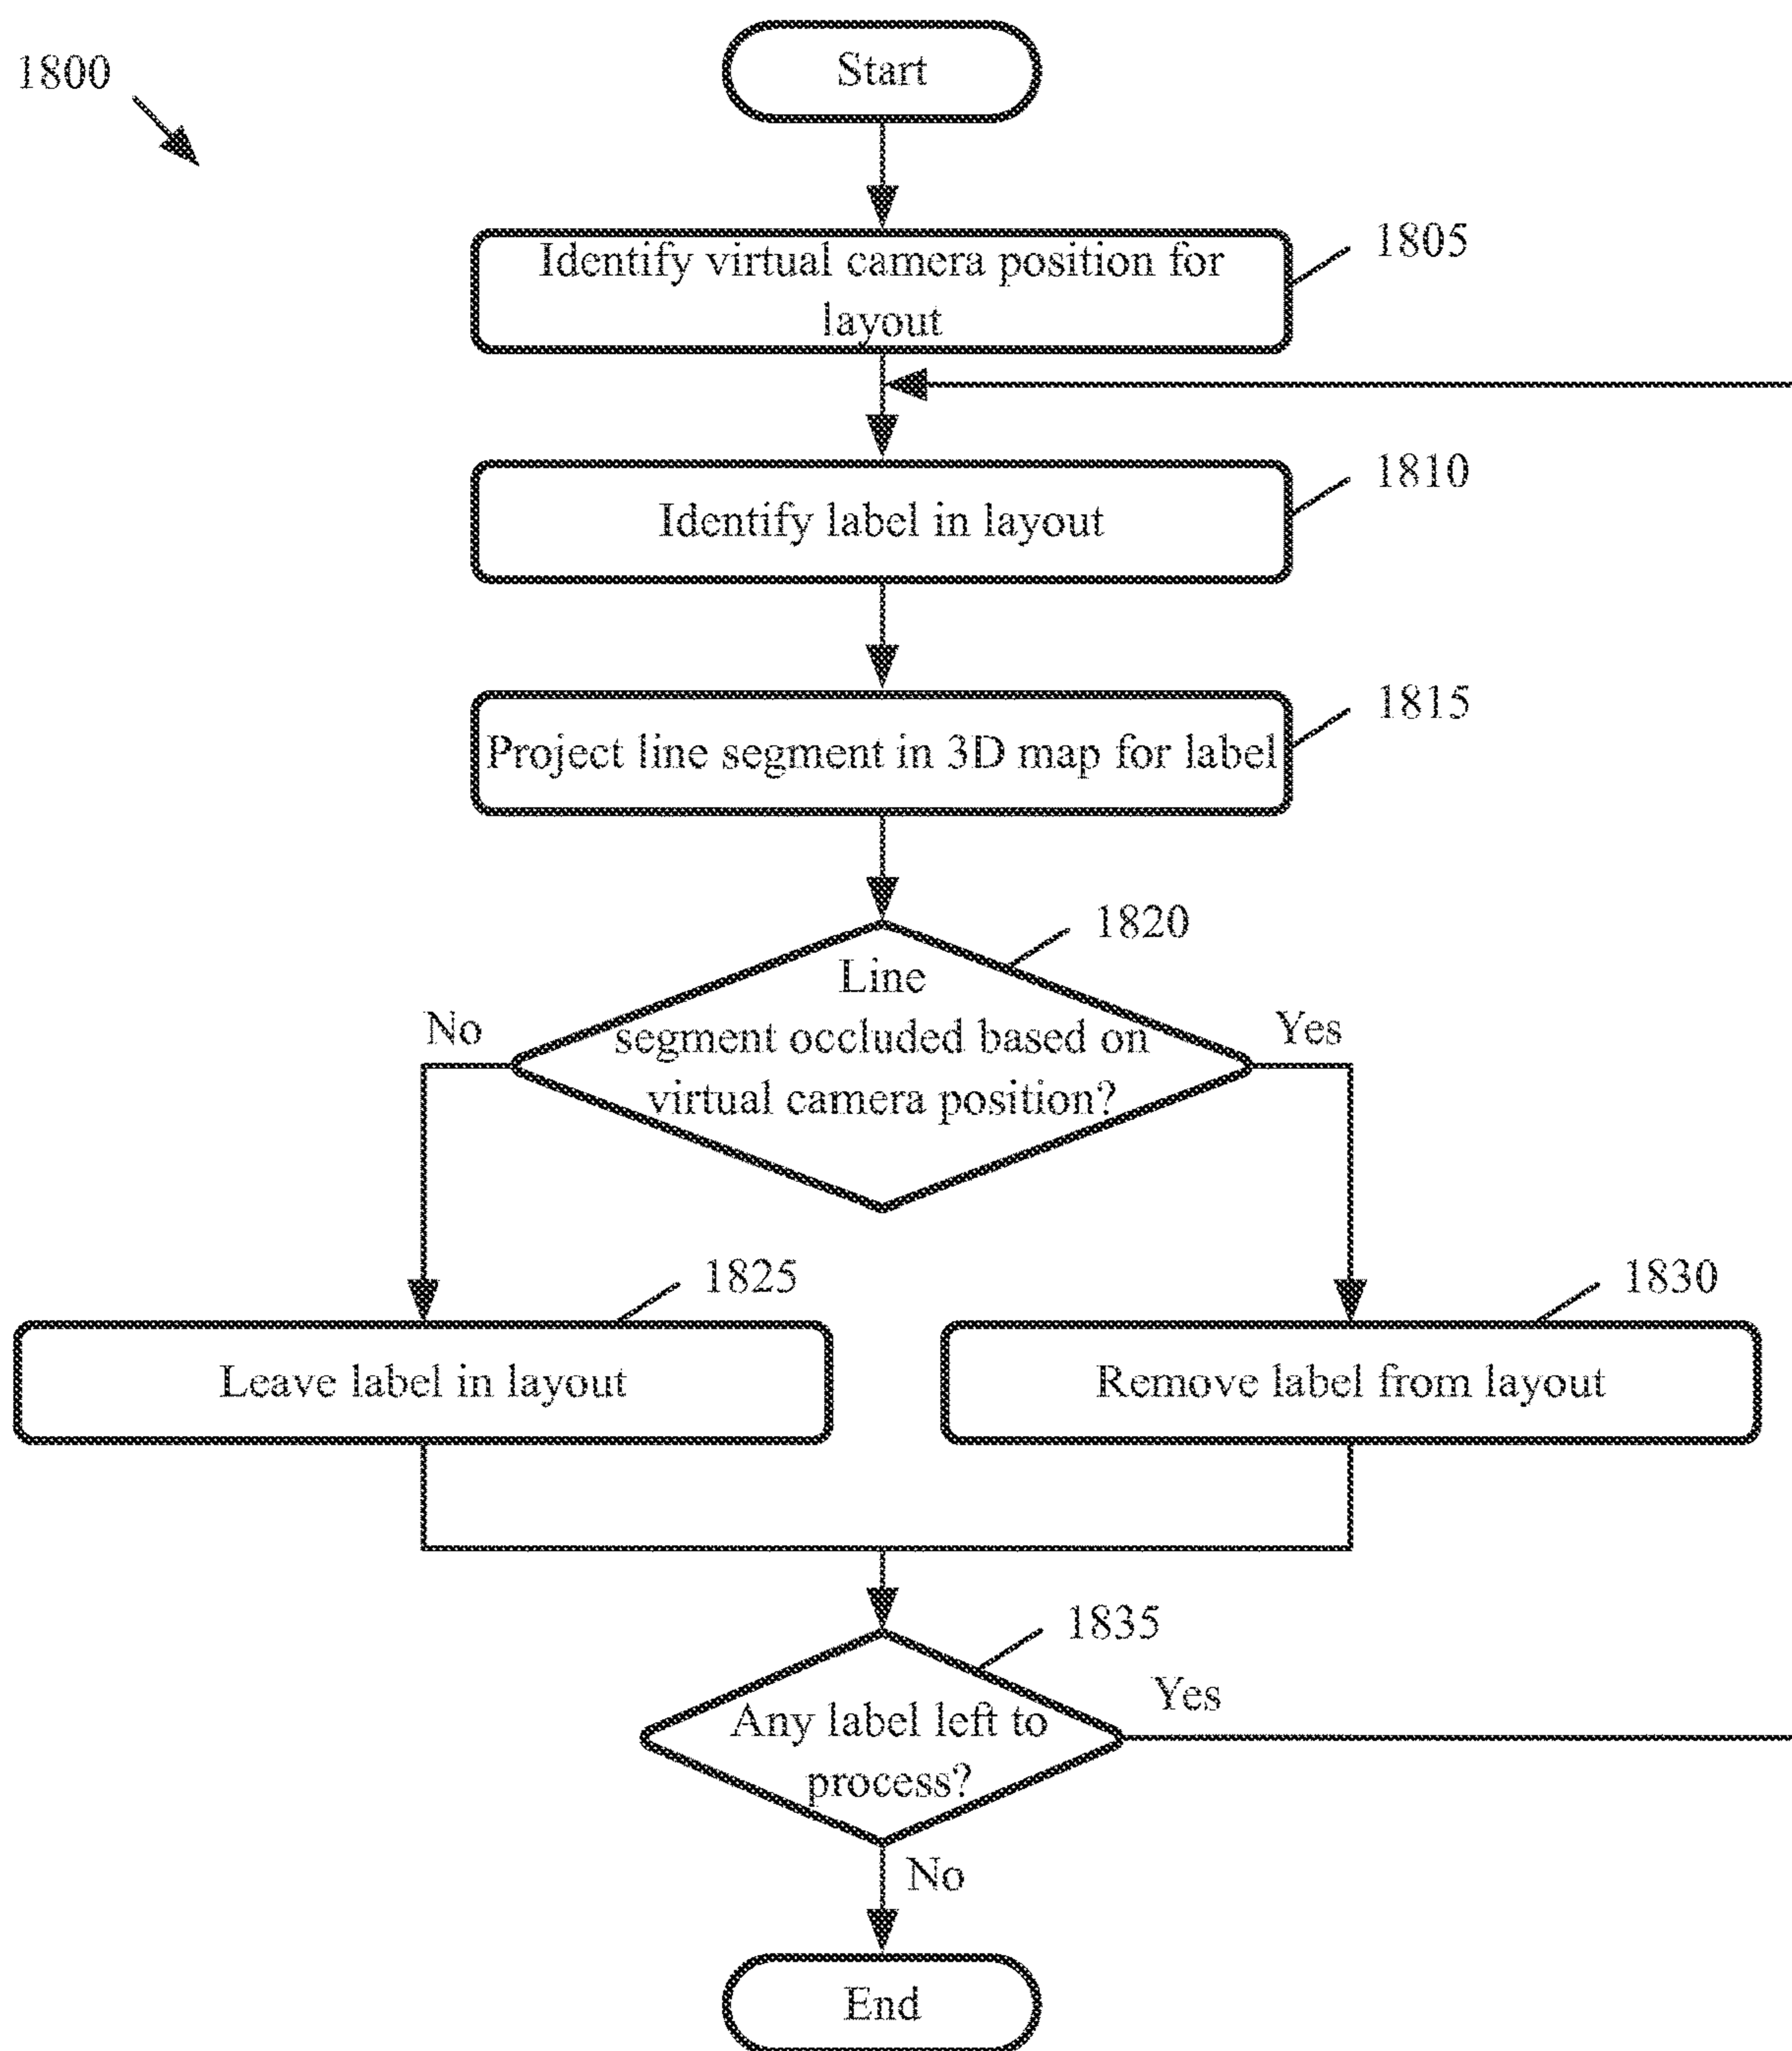 1800
Start
Identify virtual camera position for
layout
1805
Identify label in layout
1810
Project line segment in 3D map for label
1815
1820
Line
segment occluded based on
virtual camera position?
No
Yes
1825
Leave label in layout
1830
Remove label from layout
1835
Any label left to
process?
Yes
No
End